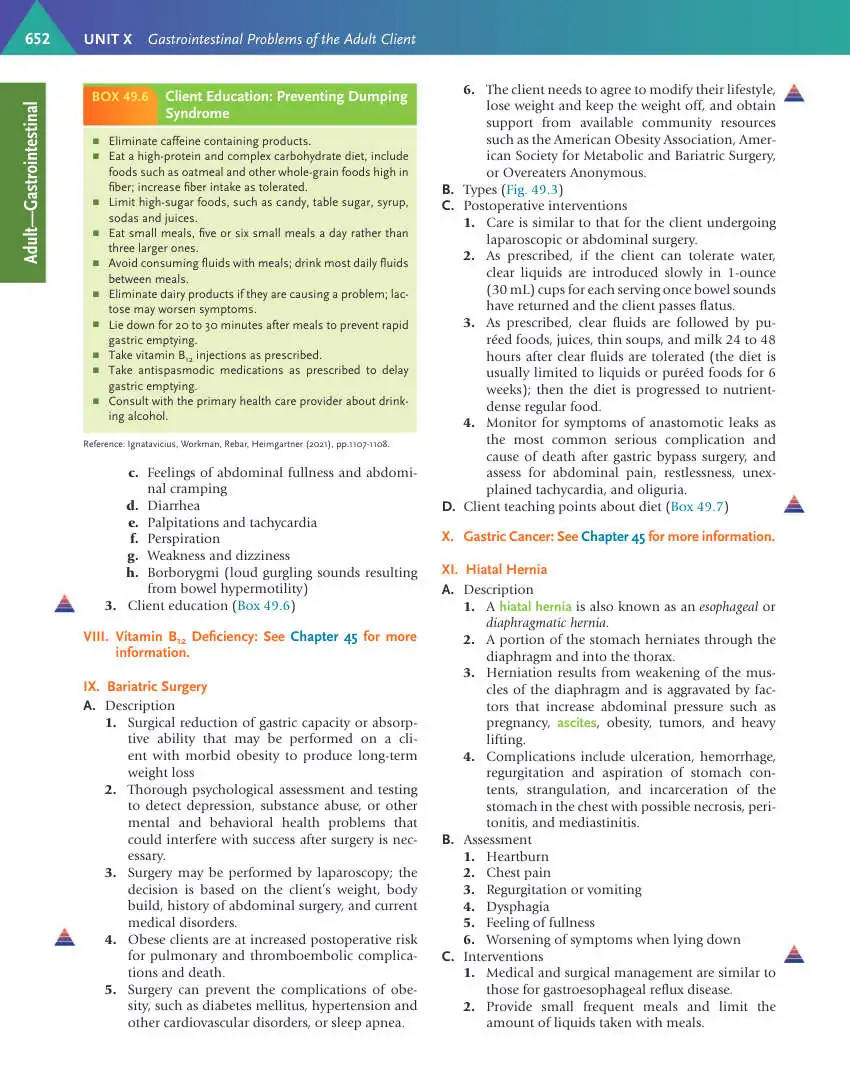 652
UNIT X Gastrointestinal Problems of the Adult Client
Adult—Gastrointestinal
BOX 49.6 Client Education: Preventing Dumping
Syndrome
■ Eliminate caffeine containing products.
■ Eat a high-protein and complex carbohydrate diet, include
foods such as oatmeal and other whole-grain foods high in
fiber; increase fiber intake as tolerated.
■ Limit high-sugar foods, such as candy, table sugar, syrup,
sodas and juices.
■ Eat small meals, five or six small meals a day rather than
three larger ones.
■ Avoid consuming fluids with meals; drink most daily fluids
between meals.
■ Eliminate dairy products if they are causing a problem; lac-
tose may worsen symptoms.
■ Lie down for 20 to 30 minutes after meals to prevent rapid
gastric emptying.
■ Take vitamin B12 injections as prescribed.
■ Take antispasmodic medications as prescribed to delay
gastric emptying.
■ Consult with the primary health care provider about drink-
ing alcohol.
Reference: Ignatavicius, Workman, Rebar, Heimgartner (2021), pp.1107-1108.
c. Feelings of abdominal fullness and abdomi-
nal cramping
d. Diarrhea
e. Palpitations and tachycardia
f. Perspiration
g. Weakness and dizziness
h. Borborygmi (loud gurgling sounds resulting
from bowel hypermotility)
3. Client education (Box 49.6)
VIII. Vitamin B12 Deficiency: See Chapter 45 for more
information.
IX. Bariatric Surgery
A. Description
1. Surgical reduction of gastric capacity or absorp-
tive ability that may be performed on a cli-
ent with morbid obesity to produce long-term
weight loss
2. Thorough psychological assessment and testing
to detect depression, substance abuse, or other
mental and behavioral health problems that
could interfere with success after surgery is nec-
essary.
3. Surgery may be performed by laparoscopy; the
decision is based on the client's weight, body
build, history of abdominal surgery, and current
medical disorders.
4. Obese clients are at increased postoperative risk
for pulmonary and thromboembolic complica-
tions and death.
5. Surgery can prevent the complications of obe-
sity, such as diabetes mellitus, hypertension and
other cardiovascular disorders, or sleep apnea.
6. The client needs to agree to modify their lifestyle,
lose weight and keep the weight off, and obtain
support from available community resources
such as the American Obesity Association, Amer-
ican Society for Metabolic and Bariatric Surgery,
or Overeaters Anonymous.
B. Types (Fig. 49.3)
C. Postoperative interventions
1. Care is similar to that for the client undergoing
laparoscopic or abdominal surgery.
2. As prescribed, if the client can tolerate water,
clear liquids are introduced slowly in 1-ounce
(30 mL) cups for each serving once bowel sounds
have returned and the client passes flatus.
3. As prescribed, clear fluids are followed by pu-
réed foods, juices, thin soups, and milk 24 to 48
hours after clear fluids are tolerated (the diet is
usually limited to liquids or puréed foods for 6
weeks); then the diet is progressed to nutrient-
dense regular food.
4. Monitor for symptoms of anastomotic leaks as
the most common serious complication and
cause of death after gastric bypass surgery, and
assess for abdominal pain, restlessness, unex-
plained tachycardia, and oliguria.
D. Client teaching points about diet (Box 49.7)
X. Gastric Cancer: See Chapter 45 for more information.
XI. Hiatal Hernia
A. Description
1. A hiatal hernia is also known as an esophageal or
diaphragmatic hernia.
2. A portion of the stomach herniates through the
diaphragm and into the thorax.
3. Herniation results from weakening of the mus-
cles of the diaphragm and is aggravated by fac-
tors that increase abdominal pressure such as
pregnancy, ascites, obesity, tumors, and heavy
lifting.
4. Complications include ulceration, hemorrhage,
regurgitation and aspiration of stomach con-
tents, strangulation, and incarceration of the
stomach in the chest with possible necrosis, peri-
tonitis, and mediastinitis.
B. Assessment
1. Heartburn
2. Chest pain
3. Regurgitation or vomiting
4. Dysphagia
5. Feeling of fullness
6. Worsening of symptoms when lying down
C. Interventions
1. Medical and surgical management are similar to
those for gastroesophageal reflux disease.
2. Provide small frequent meals and limit the
amount of liquids taken with meals.